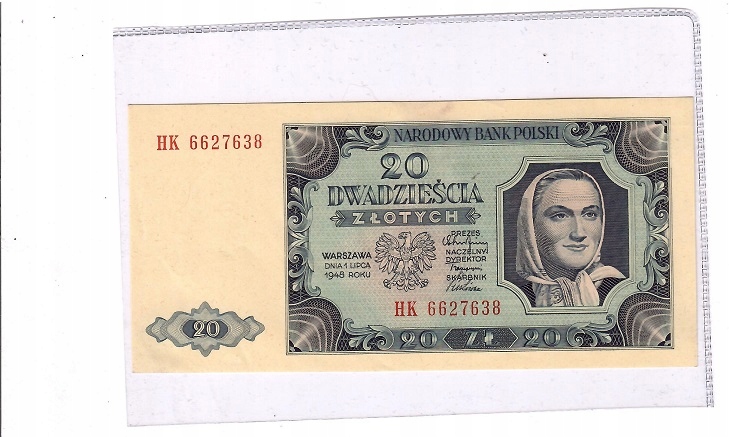 HK 6627638
NARODOWY BANK POLSKI
20
DWADZIEŚCIA
ZŁOTYCH
WARSZAWA
DNIA 1 LIPCA
1948 ROKU
PREZES
NACZELNY
DYREKTOR
SKARBNIK
HK 6627638
20
20 ZŁ 20